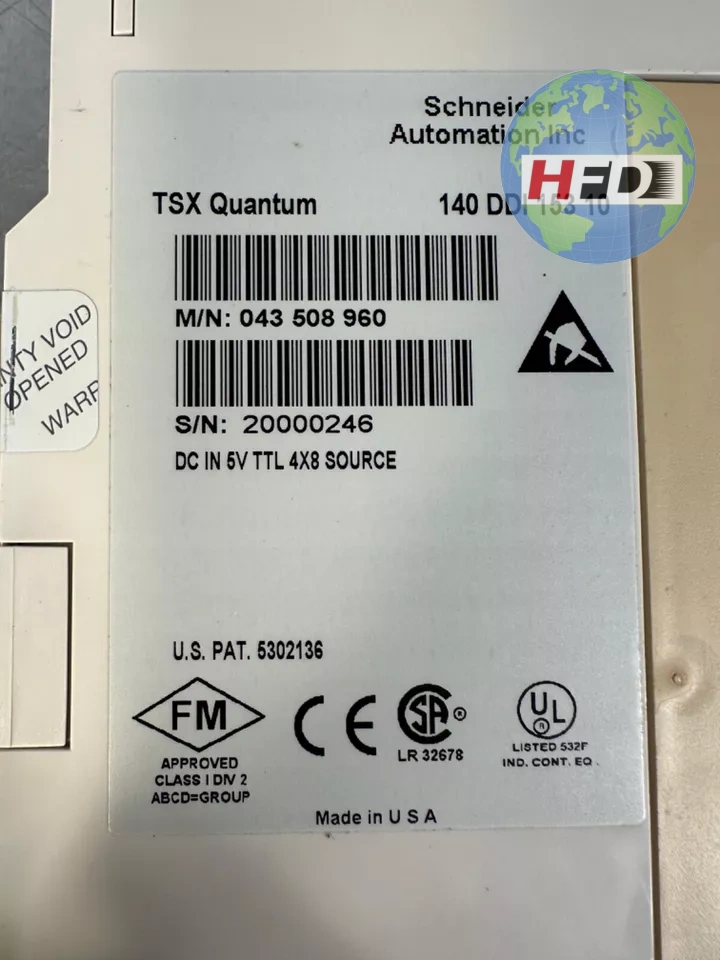 Schneider
Automation Inc
HFD
TSX Quantum
140 DDI 153 10
M/N: 043 508 960
S/N: 20000246
DC IN 5V TTL 4X8 SOURCE
VOID
OPENED
U.S. PAT. 5302136
FM
APPROVED
CLASS I DIV 2
ABCD=GROUP
CE
SA ®
LR 32678
UL
®
LISTED 532F
IND. CONT. EQ.
Made in U S A